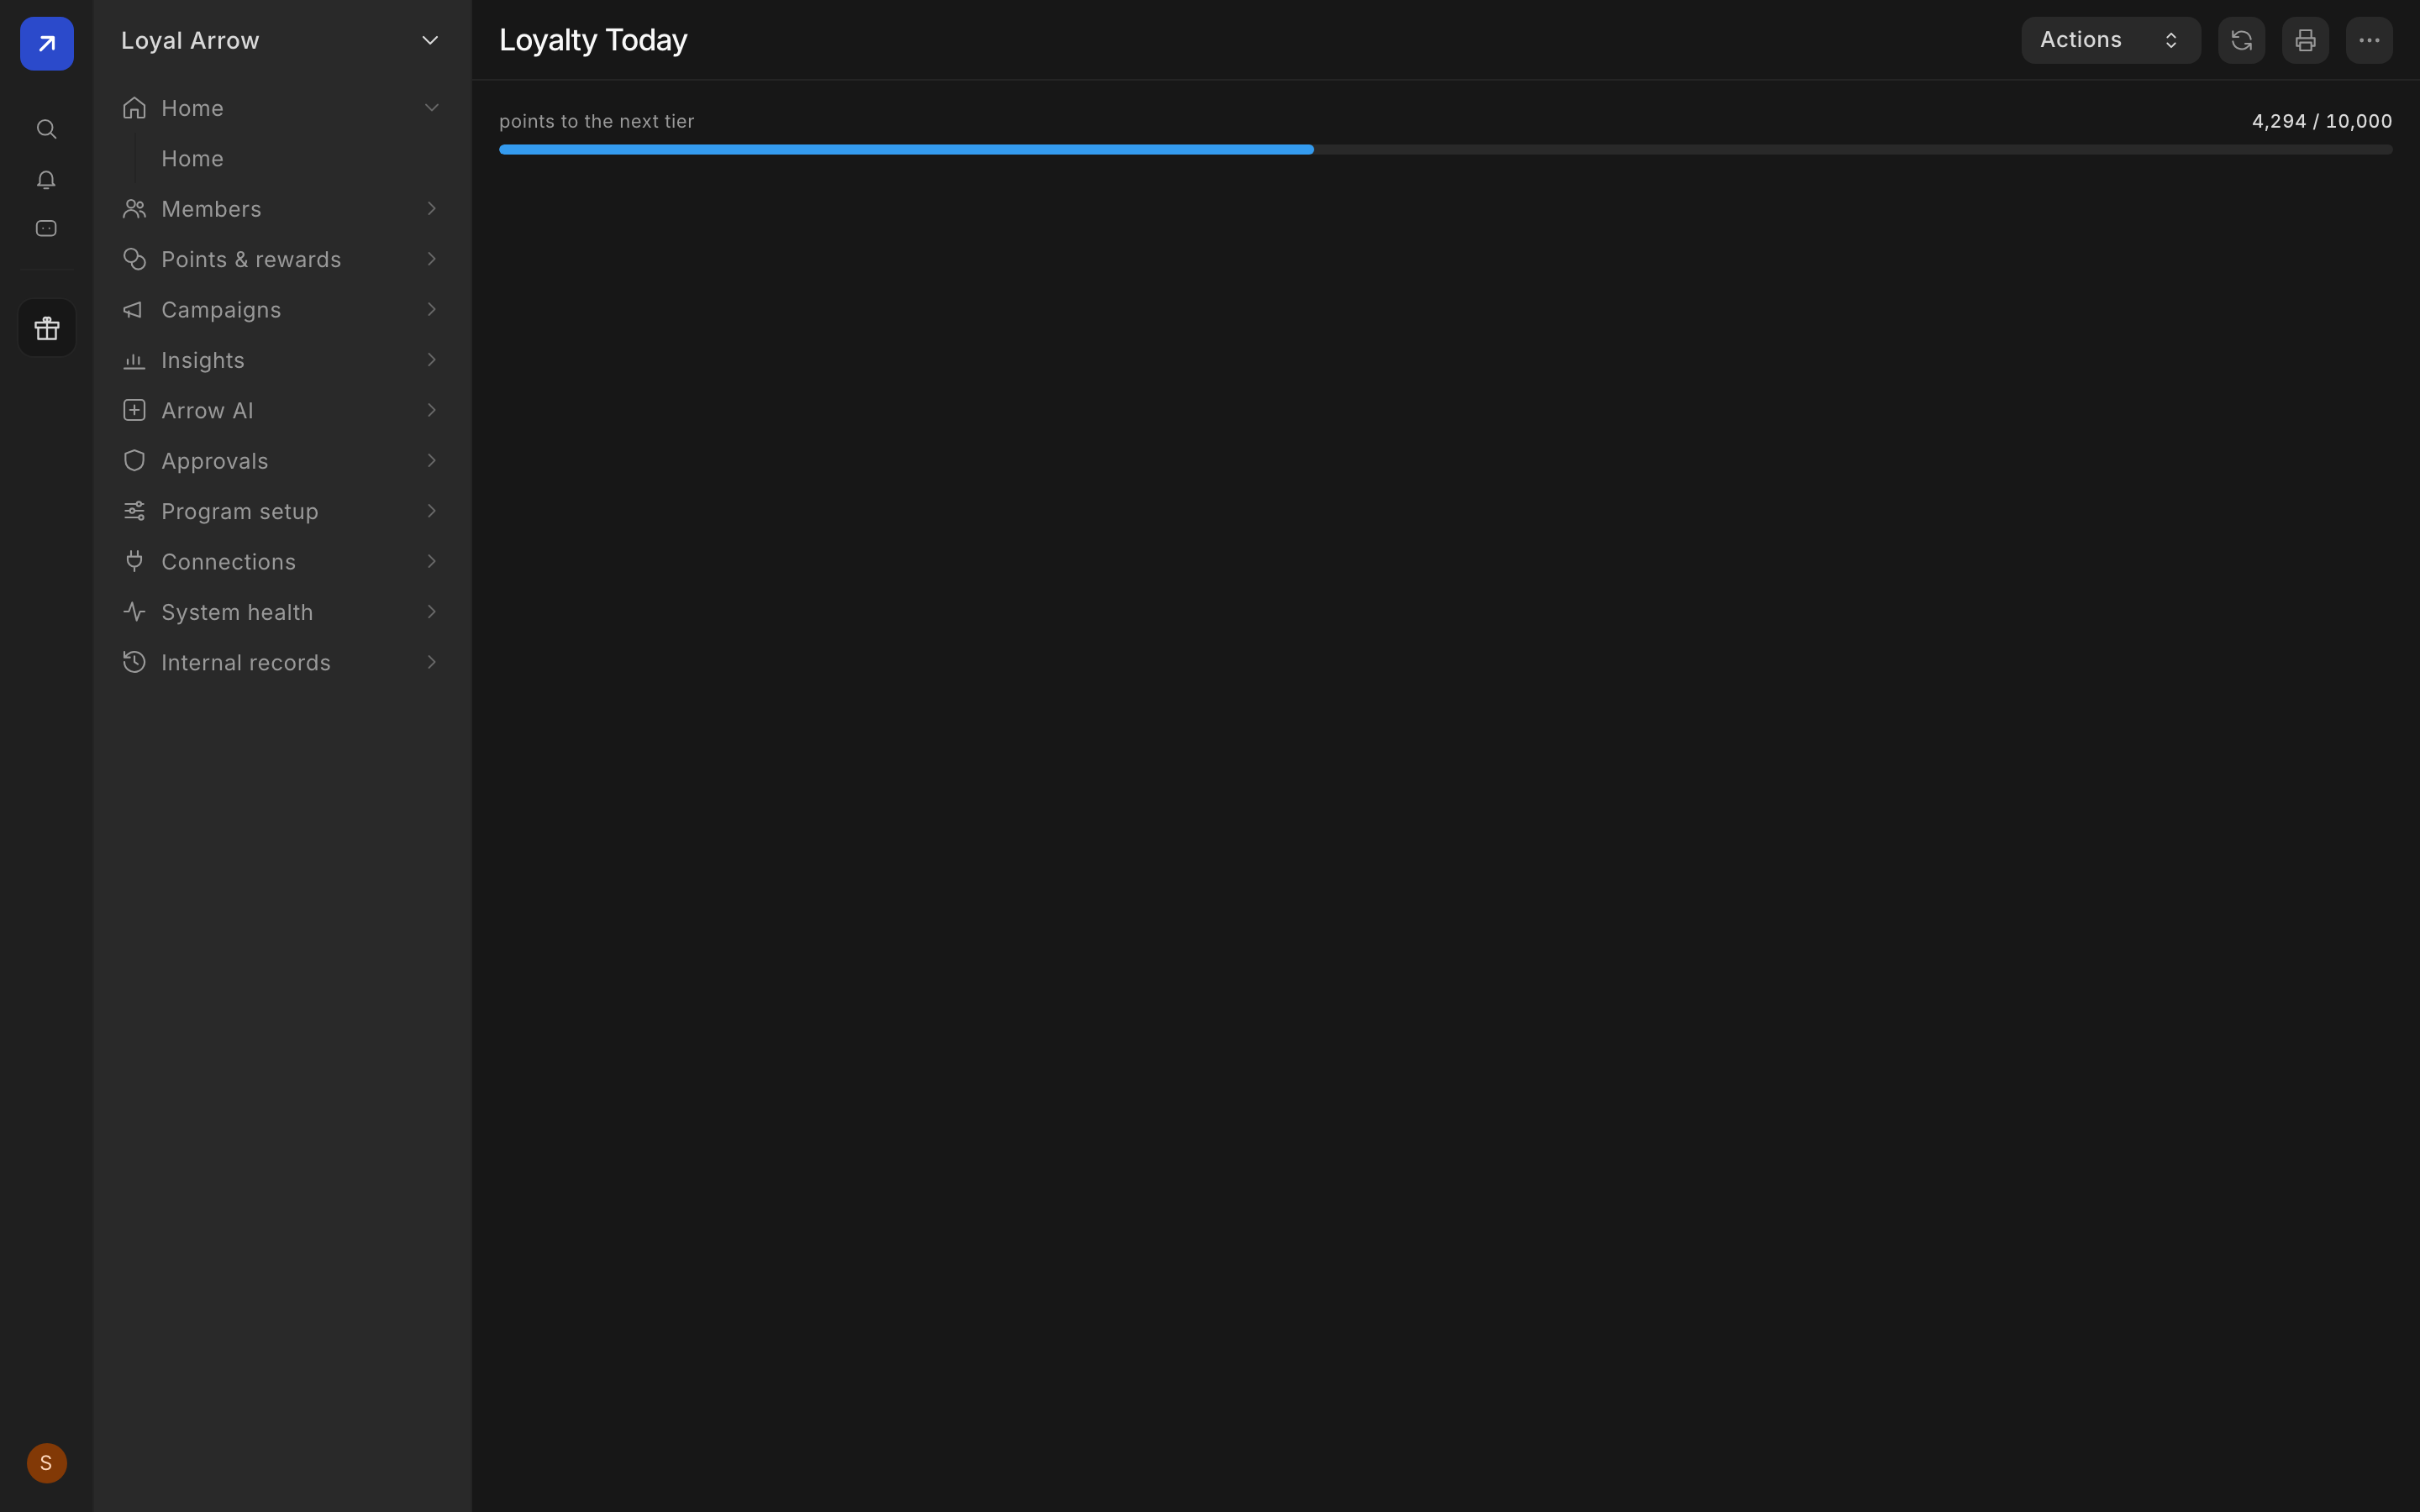 Loyal Arrow
Home
Home
Members
Points & rewards
Campaigns
Insights
Arrow AI
Approvals
Program setup
Connections
System health
Internal records
S
Loyalty Today
Actions
points to the next tier
4,294 / 10,000